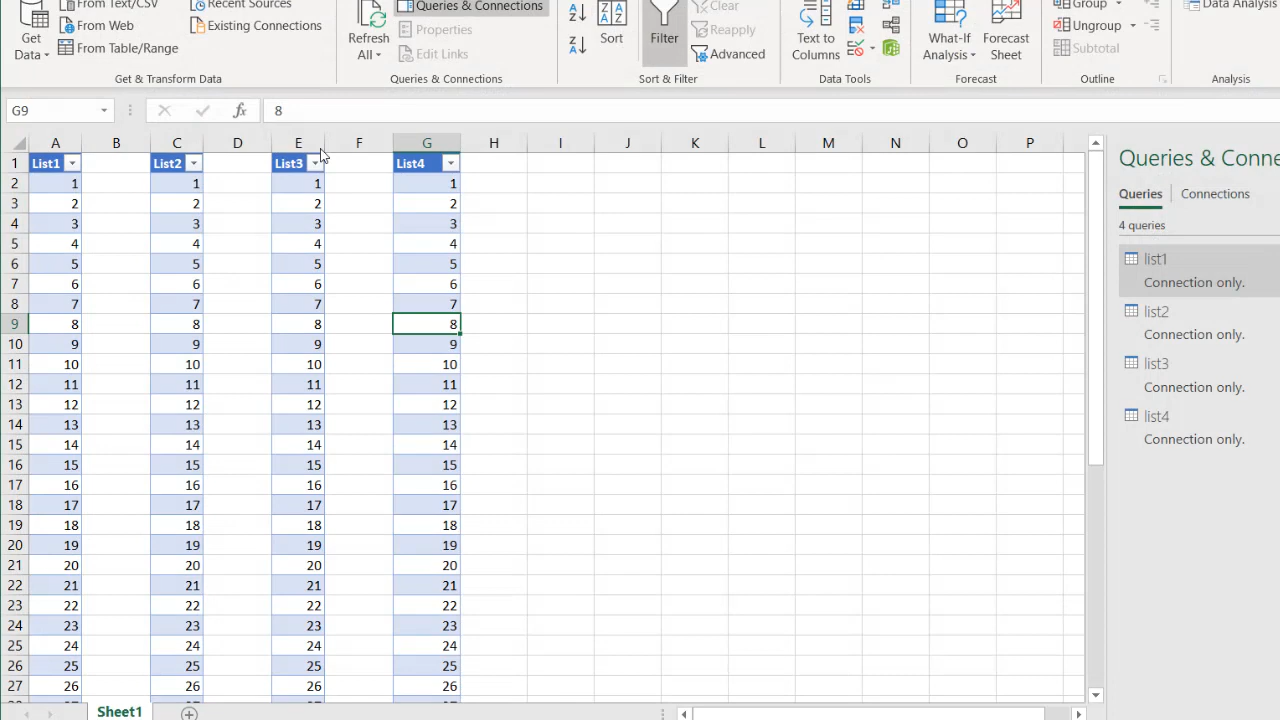 From Text/CSV
Recent Sources
Queries & Connections
Clear
Group
Data Analysis
Get
Data
From Web
Existing Connections
Refresh
All
Properties
Sort
Filter
Reapply
Text to
Columns
What-If
Analysis
Forecast
Sheet
Ungroup
From Table/Range
Edit Links
Advanced
Subtotal
Get & Transform Data
Queries & Connections
Sort & Filter
Data Tools
Forecast
Outline
Analysis
G9
fx
8
A B C D E F G H I J K L M N O P
1 List1 List2 List3 List4
2 1 1 1 1
3 2 2 2 2
4 3 3 3 3
5 4 4 4 4
6 5 5 5 5
7 6 6 6 6
8 7 7 7 7
9 8 8 8 8
10 9 9 9 9
11 10 10 10 10
12 11 11 11 11
13 12 12 12 12
14 13 13 13 13
15 14 14 14 14
16 15 15 15 15
17 16 16 16 16
18 17 17 17 17
19 18 18 18 18
20 19 19 19 19
21 20 20 20 20
22 21 21 21 21
23 22 22 22 22
24 23 23 23 23
25 24 24 24 24
26 25 25 25 25
27 26 26 26 26
Sheet1
Queries & Conne
Queries
Connections
4 queries
list1
Connection only.
list2
Connection only.
list3
Connection only.
list4
Connection only.